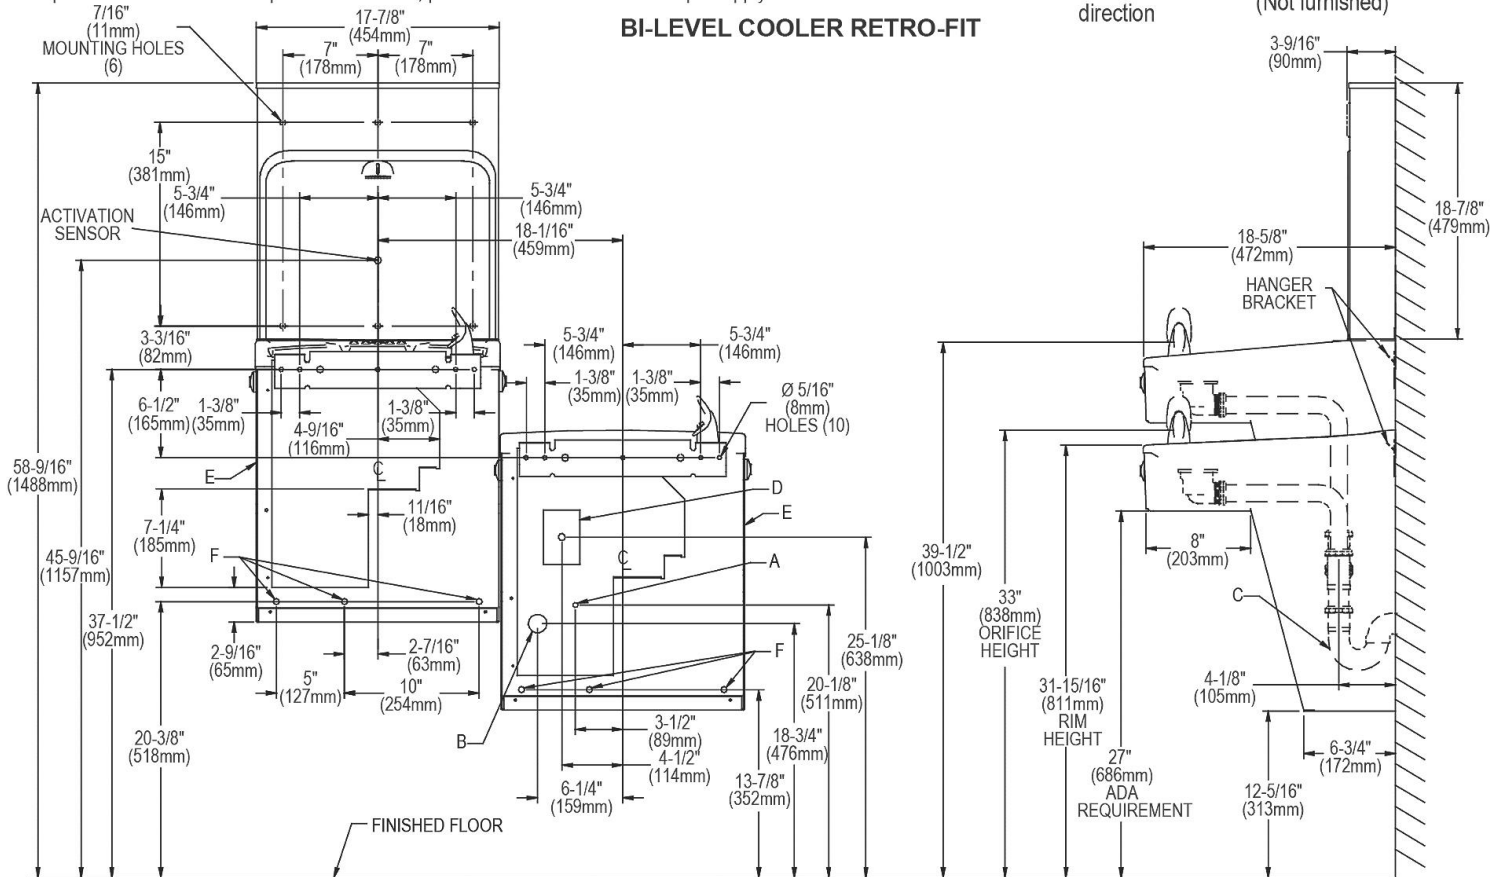 direction
(Not furnished)
BI-LEVEL COOLER RETRO-FIT
7/16"
(11mm)
MOUNTING HOLES
(6)
17-7/8"
(454mm)
7"
(178mm)
7"
(178mm)
15"
(381mm)
5-3/4"
(146mm)
5-3/4"
(146mm)
ACTIVATION
SENSOR
18-1/16"
(459mm)
3-3/16"
(82mm)
6-1/2"
(165mm)
1-3/8"
(35mm)
4-9/16"
(116mm)
1-3/8"
(35mm)
5-3/4"
(146mm)
5-3/4"
(146mm)
1-3/8"
(35mm)
1-3/8"
(35mm)
Ø 5/16"
(8mm)
HOLES (10)
58-9/16"
(1488mm)
E
C
L
11/16"
(18mm)
7-1/4"
(185mm)
F
45-9/16"
(1157mm)
37-1/2"
(952mm)
2-9/16"
(65mm)
2-7/16"
(63mm)
5"
(127mm)
10"
(254mm)
20-3/8"
(518mm)
D
E
C
L
A
F
B
25-1/8"
(638mm)
20-1/8"
(511mm)
18-3/4"
(476mm)
13-7/8"
(352mm)
3-1/2"
(89mm)
4-1/2"
(114mm)
6-1/4"
(159mm)
FINISHED FLOOR
3-9/16"
(90mm)
18-7/8"
(479mm)
18-5/8"
(472mm)
HANGER
BRACKET
39-1/2"
(1003mm)
8"
(203mm)
33"
(838mm)
ORIFICE
HEIGHT
C
31-15/16"
(811mm)
RIM
HEIGHT
4-1/8"
(105mm)
27"
(686mm)
ADA
REQUIREMENT
6-3/4"
(172mm)
12-5/16"
(313mm)